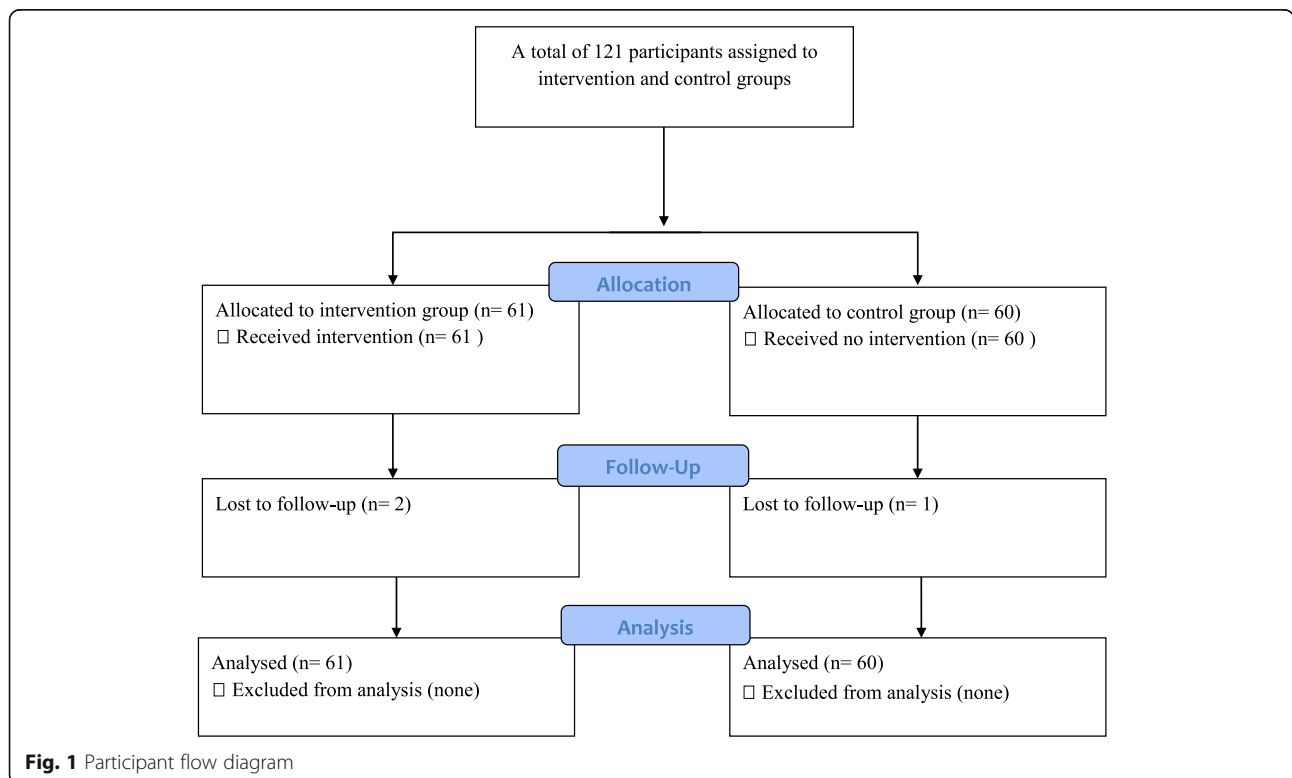 A total of 121 participants assigned to
intervention and control groups
Allocation
Allocated to intervention group (n= 61)
□ Received intervention (n= 61 )
Allocated to control group (n= 60)
□ Received no intervention (n= 60 )
Follow-Up
Lost to follow-up (n= 2)
Lost to follow-up (n= 1)
Analysis
Analysed (n= 61)
□ Excluded from analysis (none)
Analysed (n= 60)
□ Excluded from analysis (none)
Fig. 1 Participant flow diagram